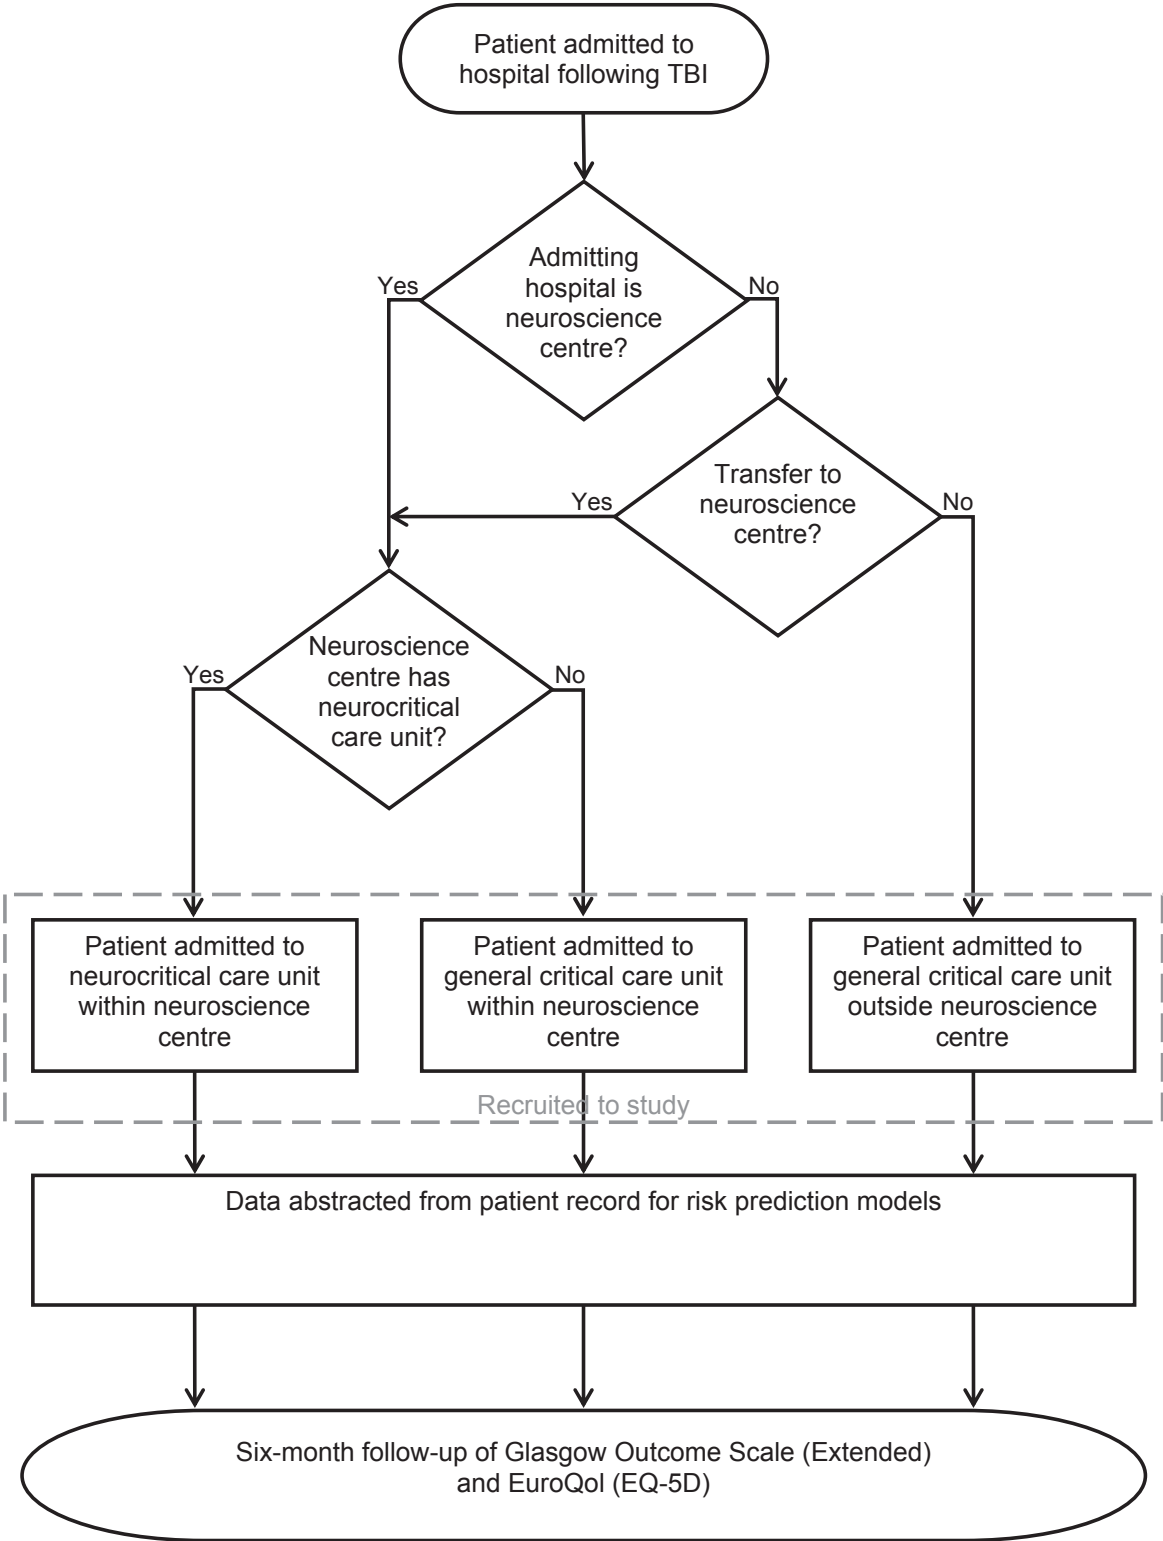 Patient admitted to
hospital following TBI
Admitting
hospital is
neuroscience
centre?
Yes
No
Transfer to
neuroscience
centre?
Yes
No
Neuroscience
centre has
neurocritical
care unit?
Yes
No
Patient admitted to
neurocritical care unit
within neuroscience
centre
Patient admitted to
general critical care unit
within neuroscience
centre
Patient admitted to
general critical care unit
outside neuroscience
centre
Recruited to study
Data abstracted from patient record for risk prediction models
Six-month follow-up of Glasgow Outcome Scale (Extended)
and EuroQol (EQ-5D)